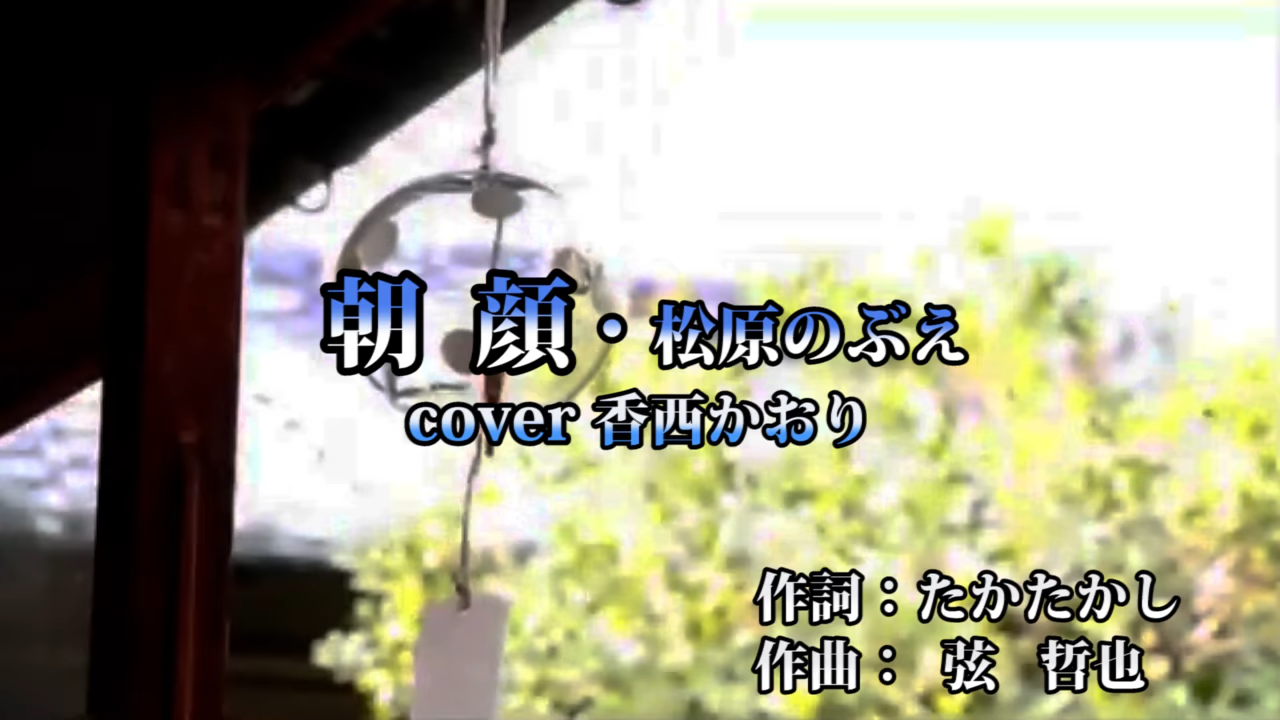 朝 顔・松原のぶえ
cover 香西かおり
作詞：たかたかし
作曲： 弦 哲也